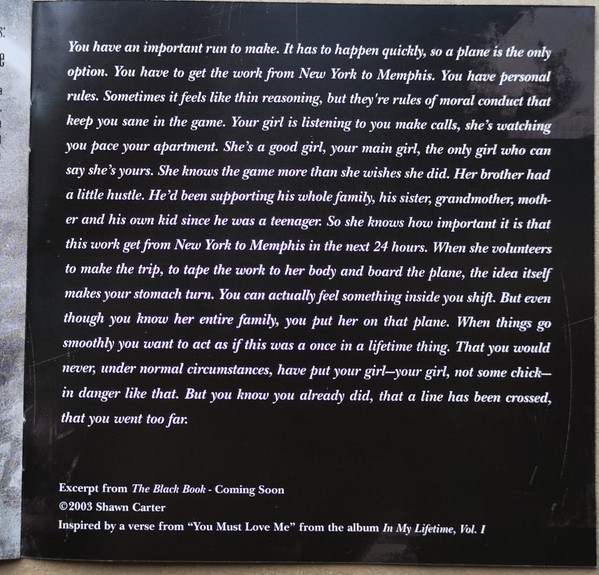 You have an important run to make. It has to happen quickly, so a plane is the only
option. You have to get the work from New York to Memphis. You have personal
rules. Sometimes it feels like thin reasoning, but they're rules of moral conduct that
keep you sane in the game. Your girl is listening to you make calls, she's watching
you pace your apartment. She's a good girl, your main girl, the only girl who can
say she's yours. She knows the game more than she wishes she did. Her brother had
a little hustle. He'd been supporting his whole family, his sister, grandmother, moth-
er and his own kid since he was a teenager. So she knows how important it is that
this work get from New York to Memphis in the next 24 hours. When she volunteers
to make the trip, to tape the work to her body and board the plane, the idea itself
makes your stomach turn. You can actually feel something inside you shift. But even
though you know her entire family, you put her on that plane. When things go
smoothly you want to act as if this was a once in a lifetime thing. That you would
never, under normal circumstances, have put your girl—your girl, not some chick—
in danger like that. But you know you already did, that a line has been crossed,
that you went too far.
Excerpt from The Black Book - Coming Soon
©2003 Shawn Carter
Inspired by a verse from “You Must Love Me” from the album In My Lifetime, Vol. I